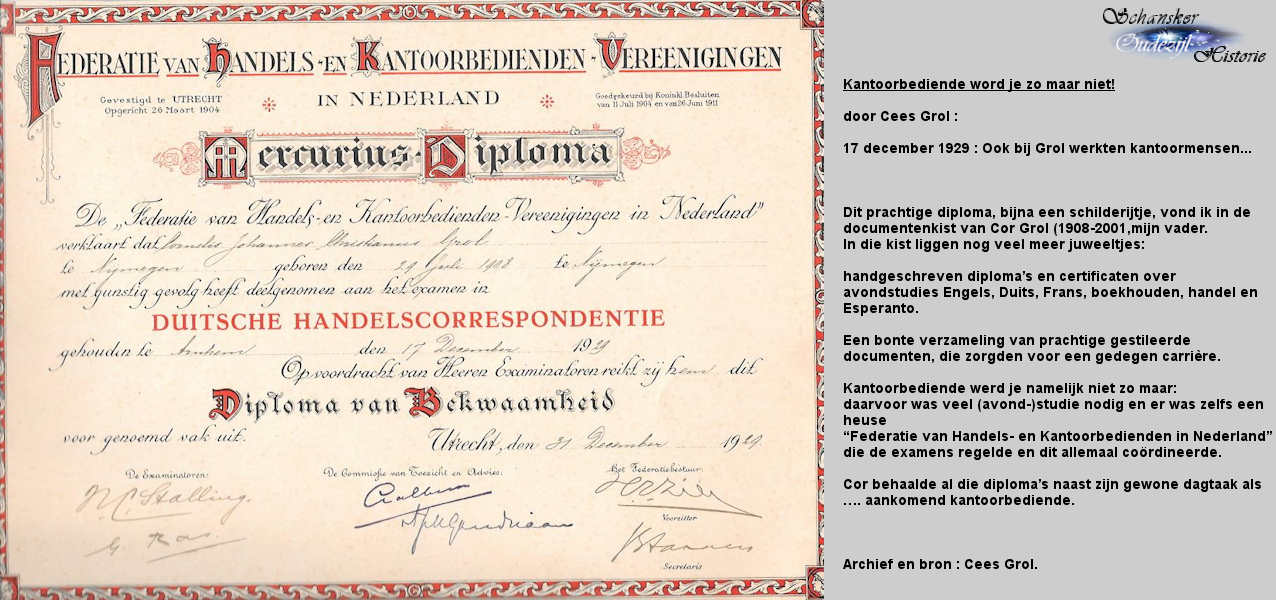 FEDERATIE VAN HANDELS-EN KANTOORBEDIENDEN-VEREENIGINGEN
Gevestigd te UTRECHT
Opgericht 26 Maart 1904
IN NEDERLAND
Goedgekeurd bij Koninkl. Besluiten
van 11 Juli 1904 en van 26 Juni 1911
Mercurius-Diploma
De „Federatie van Handels-en Kantoorbedienden-Vereenigingen in Nederland"
verklaart dat Cornelis Johannes Christianus Grol
te Nijmegen geboren den 29 Juli 1908 te Nijmegen
met gunstig gevolg heeft deelgenomen aan het examen in
DUITSCHE HANDELSCORRESPONDENTIE
gehouden te Arnhem den 17 December 1929
Op voordracht van Heeren Examinatoren reikt zij hem dit
Diploma van Bekwaamheid
voor genoemd vak uit.
Utrecht, den 31 December 1929
De Examinatoren:
De Commissie van Toezicht en Advies:
Het Federatiebestuur:
N.C. Stalling.
G. Ras.
Voorzitter
Secretaris
Schansker
Oudezijl
Historie
Kantoorbediende word je zo maar niet!
door Cees Grol :
17 december 1929 : Ook bij Grol werkten kantoormensen...
Dit prachtige diploma, bijna een schilderijtje, vond ik in de
documentenkist van Cor Grol (1908-2001,mijn vader.
In die kist liggen nog veel meer juweeltjes:
handgeschreven diploma's en certificaten over
avondstudies Engels, Duits, Frans, boekhouden, handel en
Esperanto.
Een bonte verzameling van prachtige gestileerde
documenten, die zorgden voor een gedegen carrière.
Kantoorbediende werd je namelijk niet zo maar:
daarvoor was veel (avond-)studie nodig en er was zelfs een
heuse
“Federatie van Handels- en Kantoorbedienden in Nederland”
die de examens regelde en dit allemaal coördineerde.
Cor behaalde al die diploma's naast zijn gewone dagtaak als
…. aankomend kantoorbediende.
Archief en bron : Cees Grol.